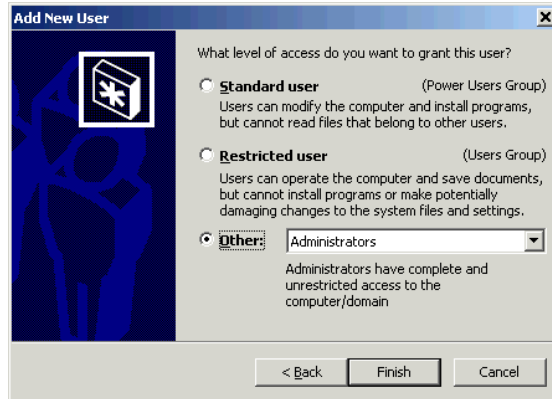 Add New User
What level of access do you want to grant this user?
Standard user (Power Users Group)
Users can modify the computer and install programs,
but cannot read files that belong to other users.
Restricted user (Users Group)
Users can operate the computer and save documents,
but cannot install programs or make potentially
damaging changes to the system files and settings.
Other: Administrators
Administrators have complete and
unrestricted access to the
computer/domain
< Back Finish Cancel